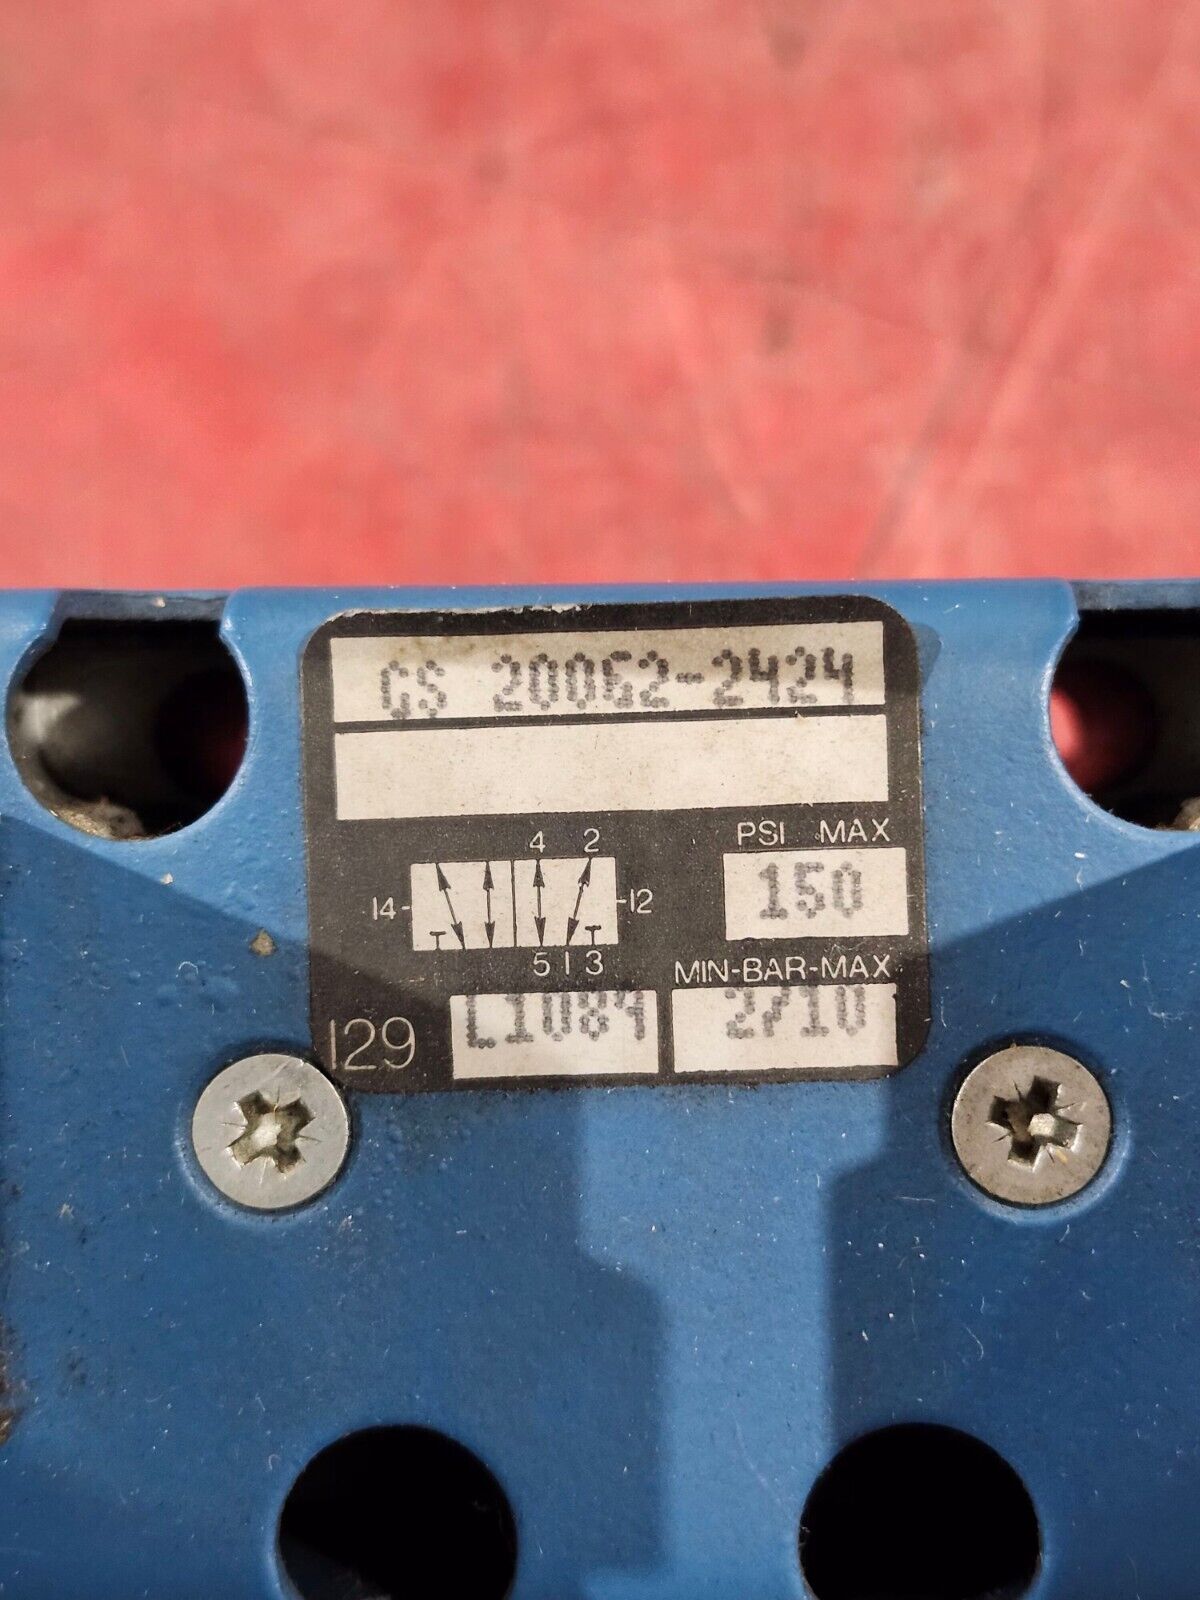 GS 20062-2424
4 2
PSI MAX
14 12
150
5 1 3
MIN-BAR-MAX
129 L1089 2/10